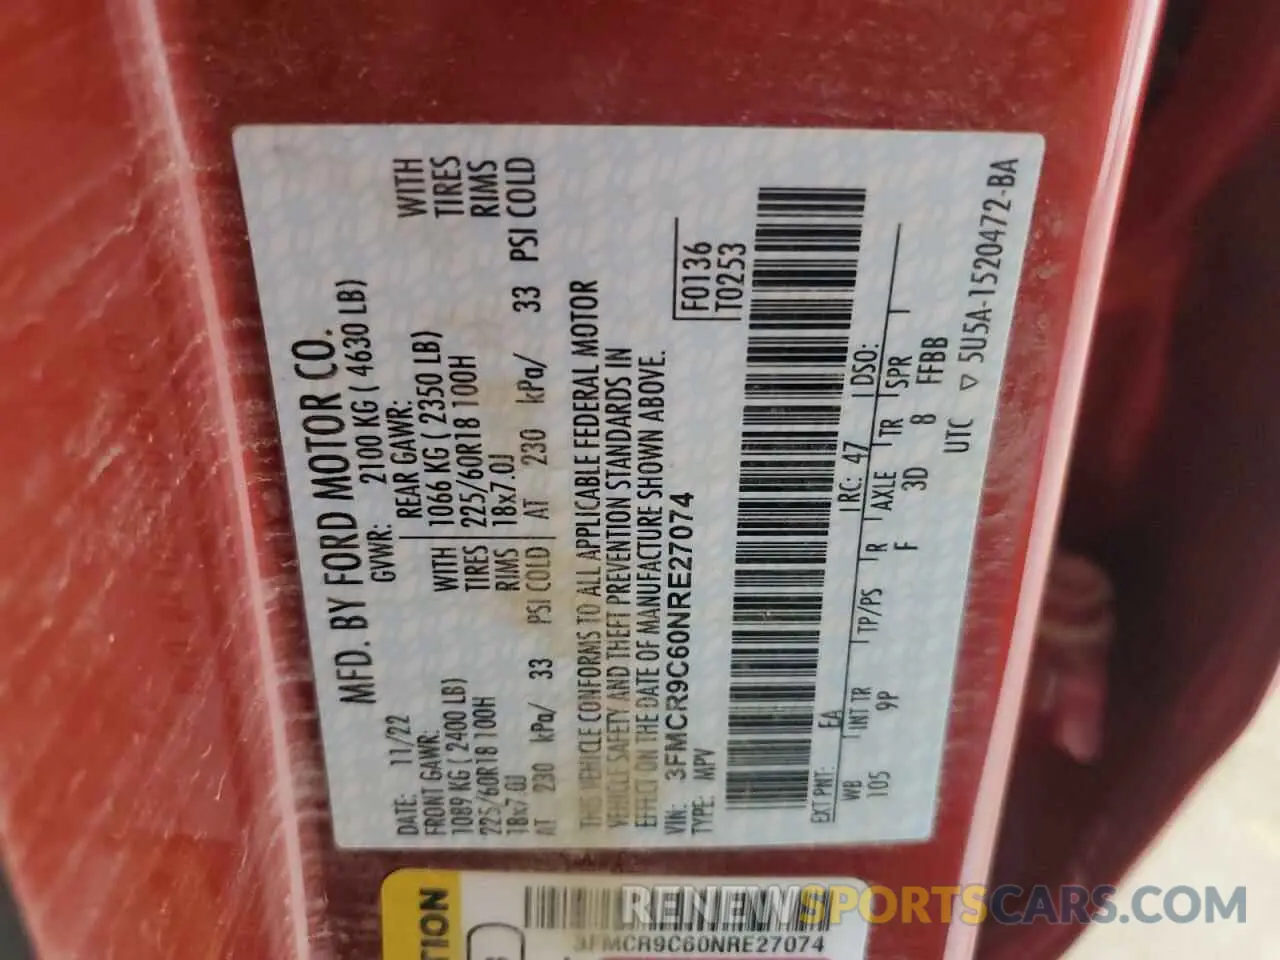 MFD. BY FORD MOTOR CO.
DATE: 11/22 GVWR: 2100 KG ( 4630 LB)
FRONT GAWR: REAR GAWR:
1089 KG ( 2400 LB) WITH 1066 KG ( 2350 LB) WITH
225/60R18 100H TIRES 225/60R18 100H TIRES
18x7.0J RIMS 18x7.0J RIMS
AT 230 kPa/ 33 PSI COLD AT 230 kPa/ 33 PSI COLD
THIS VEHICLE CONFORMS TO ALL APPLICABLE FEDERAL MOTOR
VEHICLE SAFETY AND THEFT PREVENTION STANDARDS IN
EFFECT ON THE DATE OF MANUFACTURE SHOWN ABOVE.
VIN: 3FMCR9C60NRE27074 F0136
TYPE: MPV T0253
EXT PNT: EA RC: 47 DSO:
WB INT TR TP/PS R AXLE TR SPR
105 9P F 3D 8 FFBB
UTC ▽ 5U5A-1520472-BA
TION
3FMCR9C60NRE27074
RENEWSPORTSCARS.COM